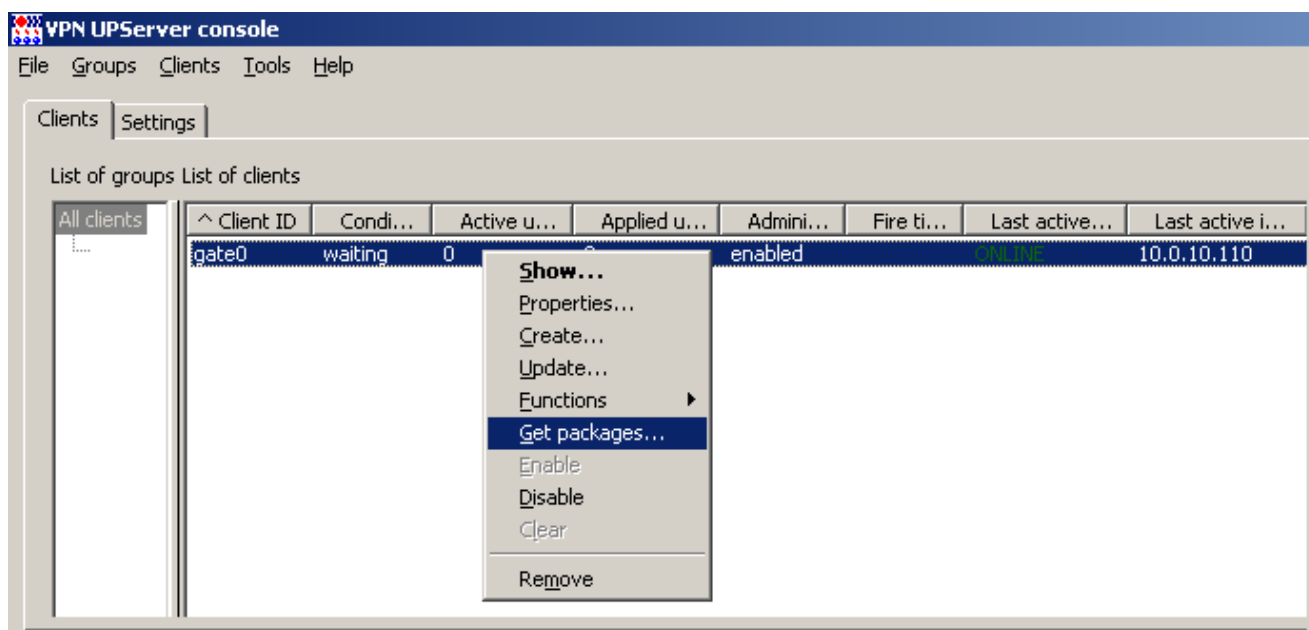 VPN UPServer console
File Groups Clients Tools Help
Clients Settings
List of groups List of clients
All clients ^ Client ID Condi... Active u... Applied u... Admini... Fire ti... Last active... Last active i...
gate0 waiting 0 enabled ONLINE 10.0.10.110
Show...
Properties...
Create...
Update...
Functions
Get packages...
Enable
Disable
Clear
Remove